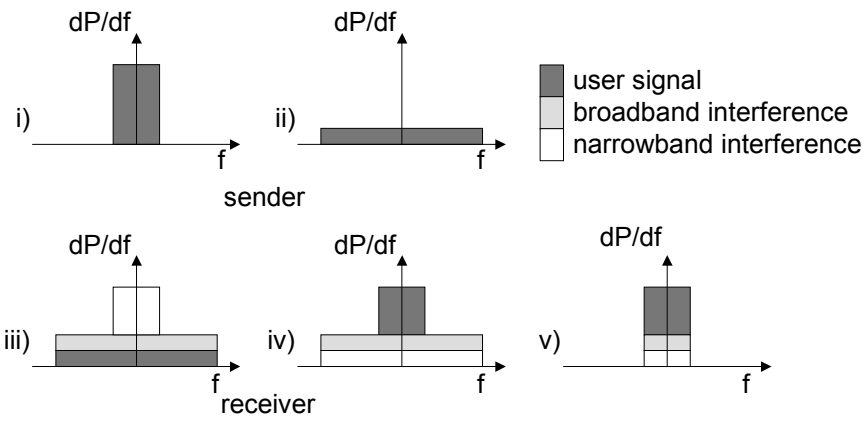 dP/df
i)
f
dP/df
ii)
f
user signal
broadband interference
narrowband interference
sender
dP/df
iii)
f
dP/df
iv)
f
dP/df
v)
f
receiver